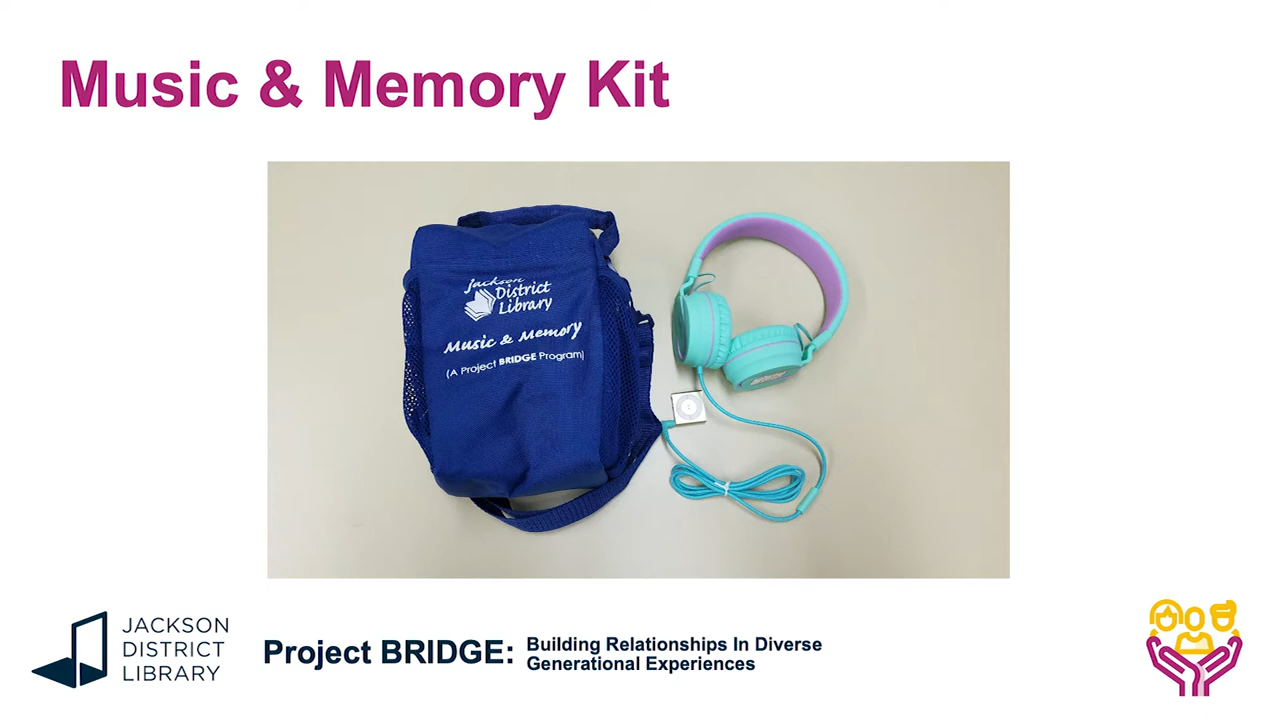 Music & Memory Kit
Jackson
District
Library
Music & Memory
(A Project BRIDGE Program)
JACKSON
DISTRICT
LIBRARY
Project BRIDGE:
Building Relationships In Diverse
Generational Experiences